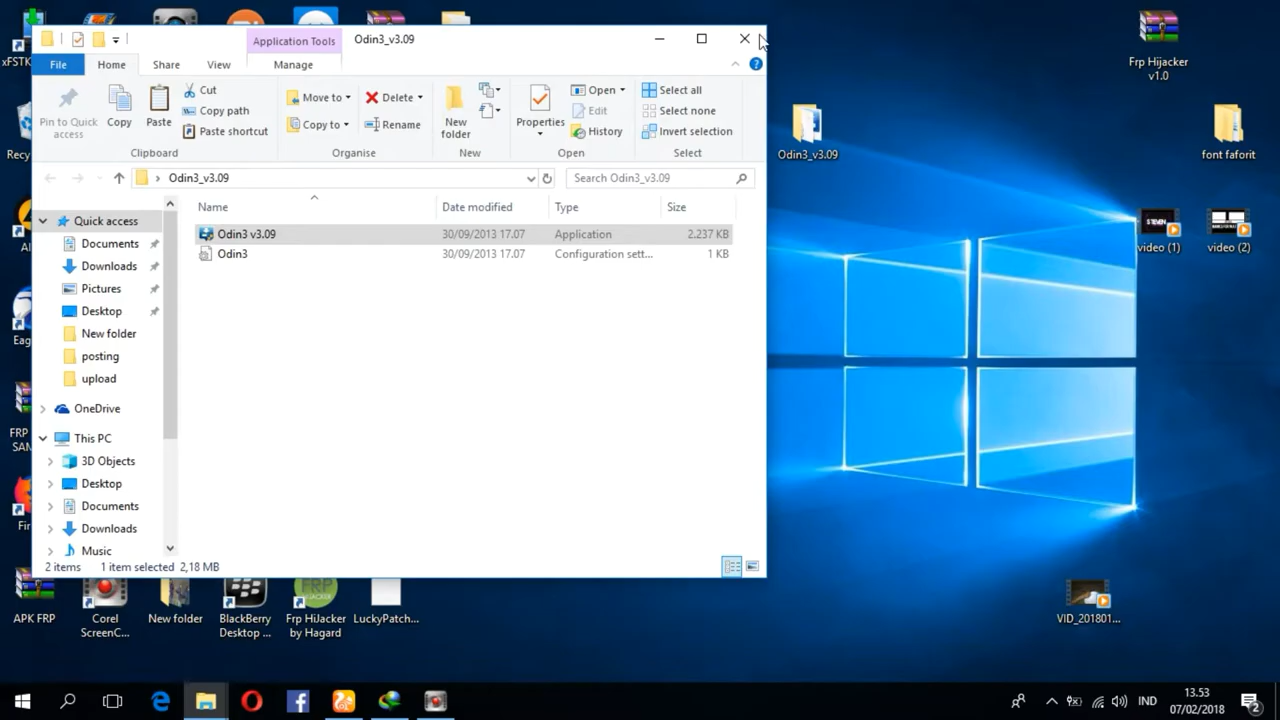 Application Tools
Odin3_v3.09
File
Home
Share
View
Manage
Pin to Quick access
Copy
Paste
Cut
Copy path
Paste shortcut
Clipboard
Move to
Copy to
Delete
Rename
Organise
New folder
New
Properties
Open
Edit
History
Open
Select all
Select none
Invert selection
Select
Odin3_v3.09
Search Odin3_v3.09
Name
Date modified
Type
Size
Odin3 v3.09
30/09/2013 17.07
Application
2.237 KB
Odin3
30/09/2013 17.07
Configuration sett...
1 KB
Quick access
Documents
Downloads
Pictures
Desktop
New folder
posting
upload
OneDrive
This PC
3D Objects
Desktop
Documents
Downloads
Music
2 items
1 item selected 2,18 MB
xFSTK
Recy
Eag
FRP
SAN
APK FRP
Corel
ScreenC...
New folder
BlackBerry
Desktop ...
FRP
Frp HiJacker
by Hagard
LuckyPatch...
Odin3_v3.09
Frp Hijacker
v1.0
font faforit
STEVEN
video (1)
video (2)
VID_201801...
IND
13.53
07/02/2018
2